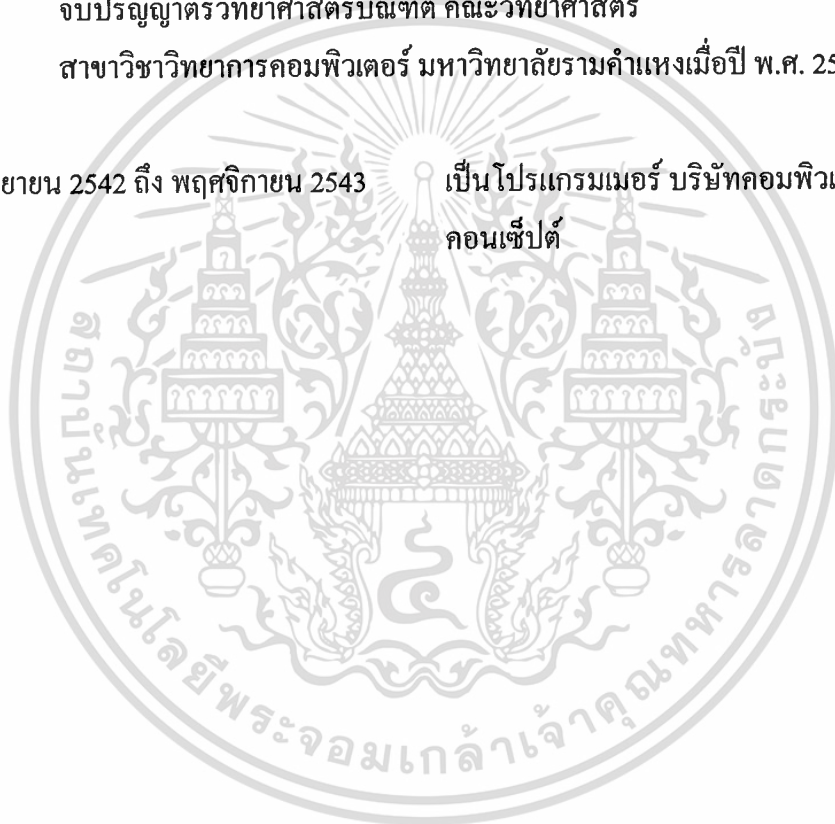 จบปริญญาตรีวิทยาศาสตรบัณฑิต คณะวิทยาศาสตร์
สาขาวิชาวิทยาการคอมพิวเตอร์ มหาวิทยาลัยรามคำแหงเมื่อปี พ.ศ. 25
ยายน 2542 ถึง พฤศจิกายน 2543 เป็นโปรแกรมเมอร์ บริษัทคอมพิวเ
คอนเซ็ปต์
สถาบันเทคโนโลยีพระจอมเกล้าเจ้าคุณทหารลาดกระบัง